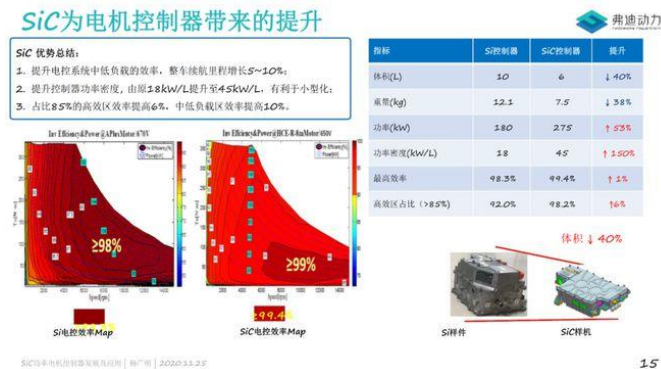 SiC为电机控制器带来的提升
弗迪动力
SiC 优势总结:
1. 提升电控系统中低负载的效率，整车续航里程增长5~10%;
2. 提升控制器功率密度，由原18kW/L提升至45kW/L，有利于小型化;
3. 占比85%的高效区效率提高6%，中低负载区效率提高10%。
指标 Si控制器 SiC控制器 提升
体积(L) 10 6 ↓ 40%
重量(kg) 12.1 7.5 ↓ 38%
功率(kW) 180 275 ↑ 53%
功率密度(kW/L) 18 45 ↑ 150%
最高效率 98.3% 99.4% ↑ 1%
高效区占比 (>85%) 92.0% 98.2% ↑6%
≥98%
≥99%
Si电控效率Map
≥99.4
SiC电控效率Map
体积 ↓ 40%
Si样件
SiC样机
2020.11.25
15